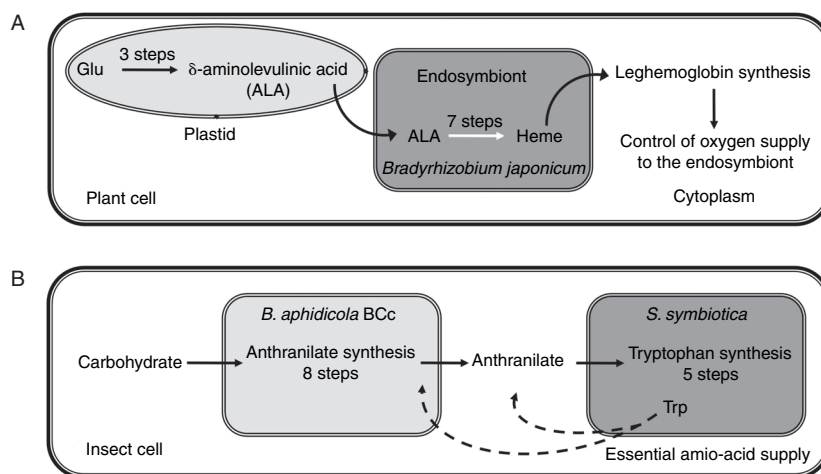 A
3 steps
Glu
δ-aminolevulinic acid
(ALA)
Plastid
Plant cell
Endosymbiont
7 steps
ALA
Heme
Bradyrhizobium japonicum
Leghemoglobin synthesis
Control of oxygen supply
to the endosymbiont
Cytoplasm
B
B. aphidicola BCc
S. symbiotica
Carbohydrate
Anthranilate synthesis
8 steps
Anthranilate
Tryptophan synthesis
5 steps
Trp
Insect cell
Essential amio-acid supply